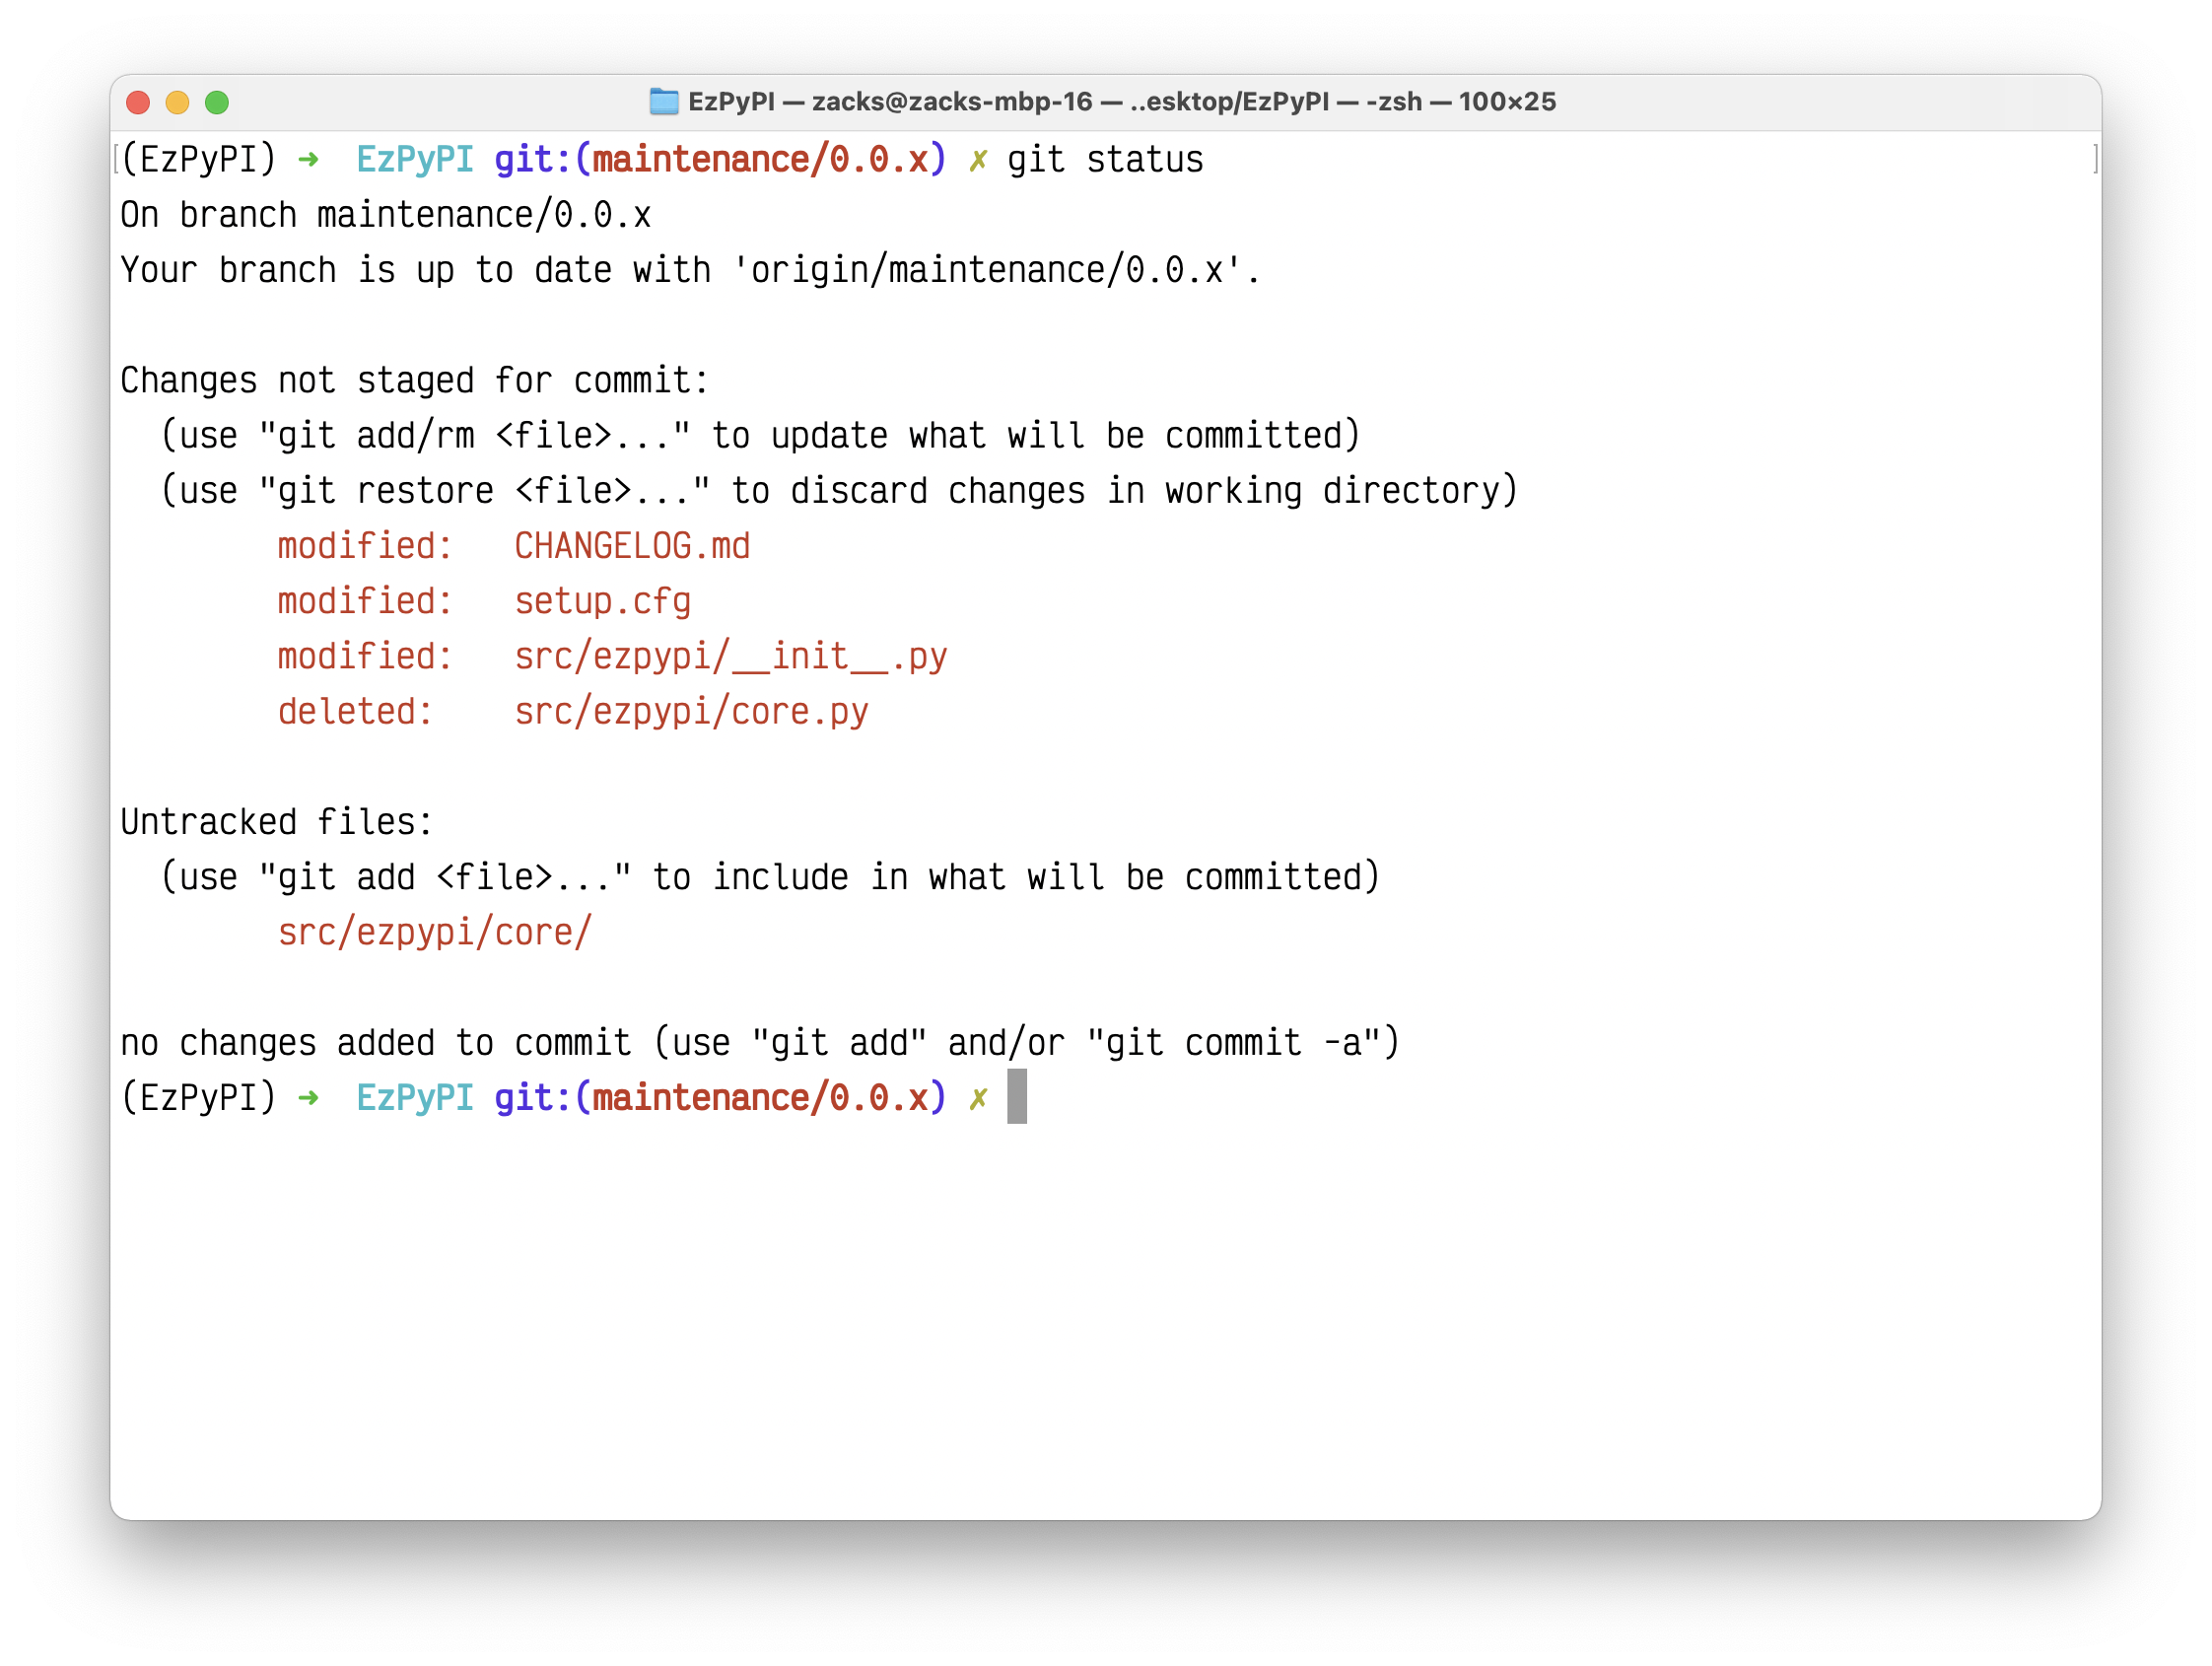 EzPyPI — zacks@zacks-mbp-16 — ..esktop/EzPyPI — -zsh — 100×25
[(EzPyPI) ➜  EzPyPI git:(maintenance/0.0.x) ✗ git status ]
On branch maintenance/0.0.x
Your branch is up to date with 'origin/maintenance/0.0.x'.
Changes not staged for commit:
  (use "git add/rm <file>..." to update what will be committed)
  (use "git restore <file>..." to discard changes in working directory)
        modified:   CHANGELOG.md
        modified:   setup.cfg
        modified:   src/ezpypi/__init__.py
        deleted:    src/ezpypi/core.py
Untracked files:
  (use "git add <file>..." to include in what will be committed)
        src/ezpypi/core/
no changes added to commit (use "git add" and/or "git commit -a")
(EzPyPI) ➜  EzPyPI git:(maintenance/0.0.x) ✗